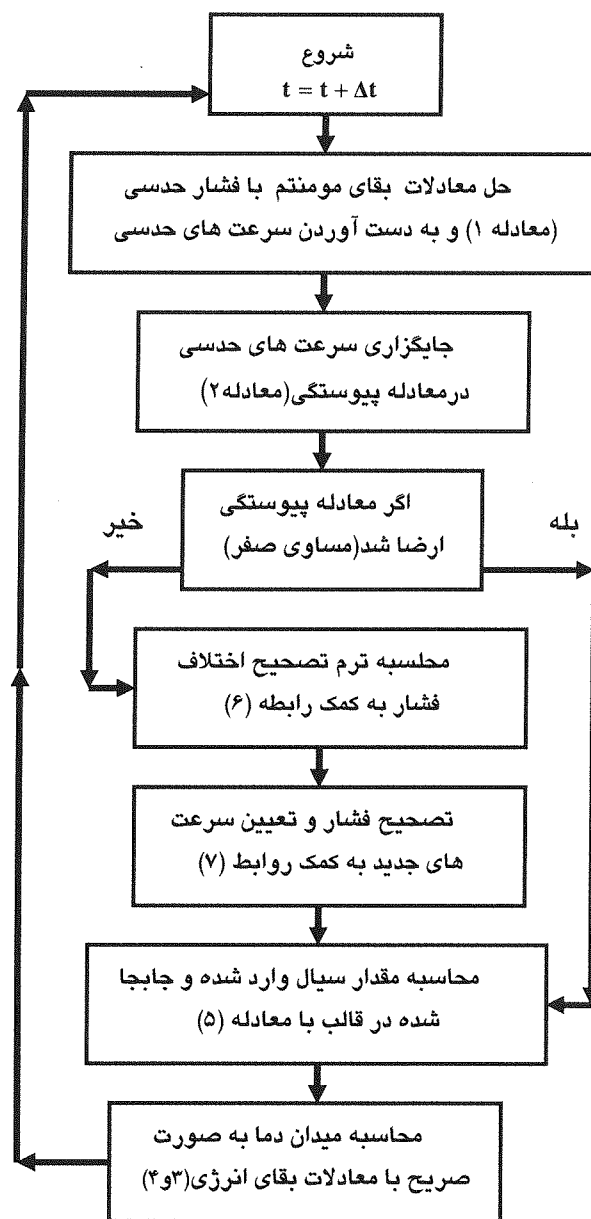 شروع
t = t + Δt
حل معادلات بقای مومنتم با فشار حدسی
(معادله ۱) و به دست آوردن سرعت های حدسی
جایگزاری سرعت های حدسی
درمعادله پیوستگی(معادله۲)
اگر معادله پیوستگی
ارضا شد(مساوی صفر)
خیر
بله
محلسبه ترم تصحیح اختلاف
فشار به کمک رابطه (۶)
تصحیح فشار و تعیین سرعت
های جدید به کمک روابط (۷)
محاسبه مقدار سیال وارد شده و جابجا
شده در قالب با معادله (۵)
محاسبه میدان دما به صورت
صریح با معادلات بقای انرژی(۳و۴)